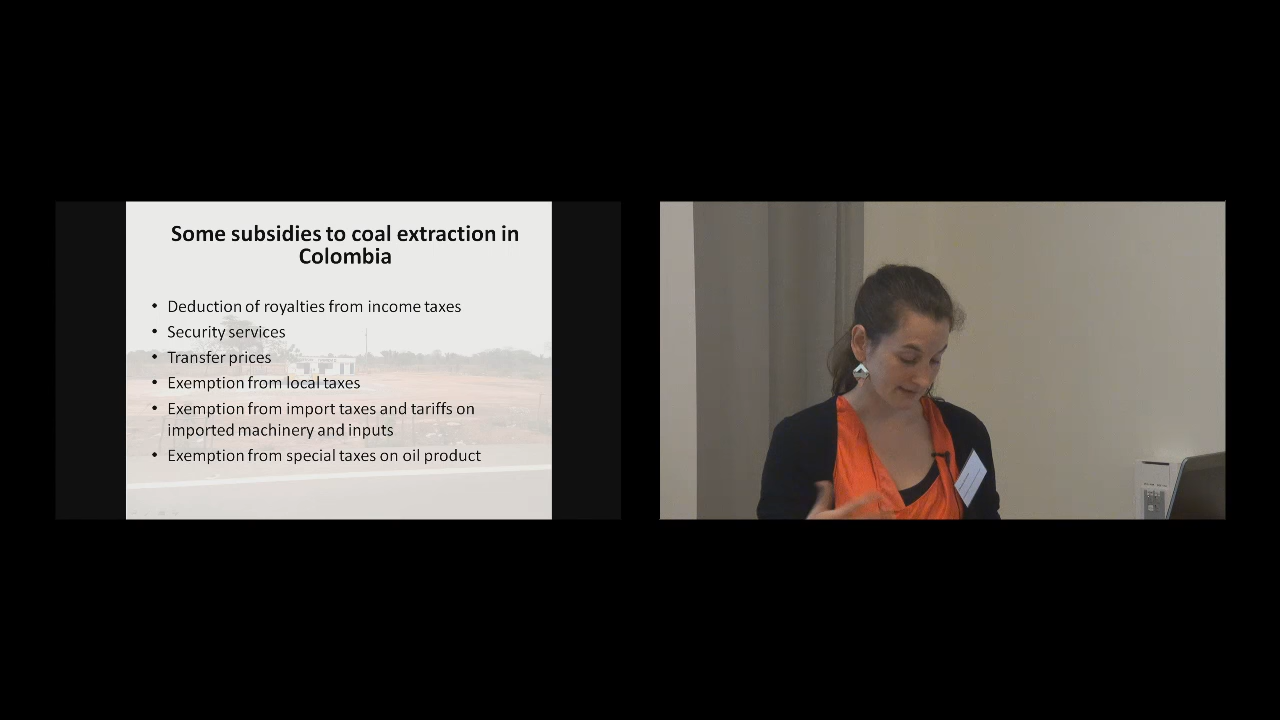 Some subsidies to coal extraction in
Colombia
• Deduction of royalties from income taxes
• Security services
• Transfer prices
• Exemption from local taxes
• Exemption from import taxes and tariffs on
imported machinery and inputs
• Exemption from special taxes on oil product